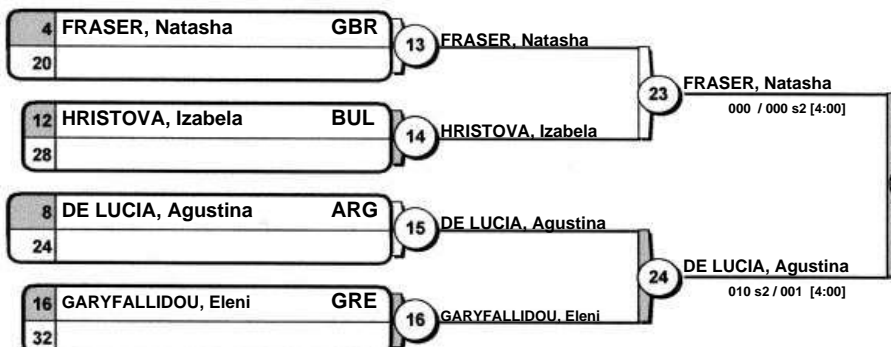 4 FRASER, Natasha GBR
20
13 FRASER, Natasha
12 HRISTOVA, Izabela BUL
28
14 HRISTOVA, Izabela
23 FRASER, Natasha
000 / 000 s2 [4:00]
8 DE LUCIA, Agustina ARG
24
15 DE LUCIA, Agustina
16 GARYFALLIDOU, Eleni GRE
32
16 GARYFALLIDOU, Eleni
24 DE LUCIA, Agustina
010 s2 / 001 [4:00]